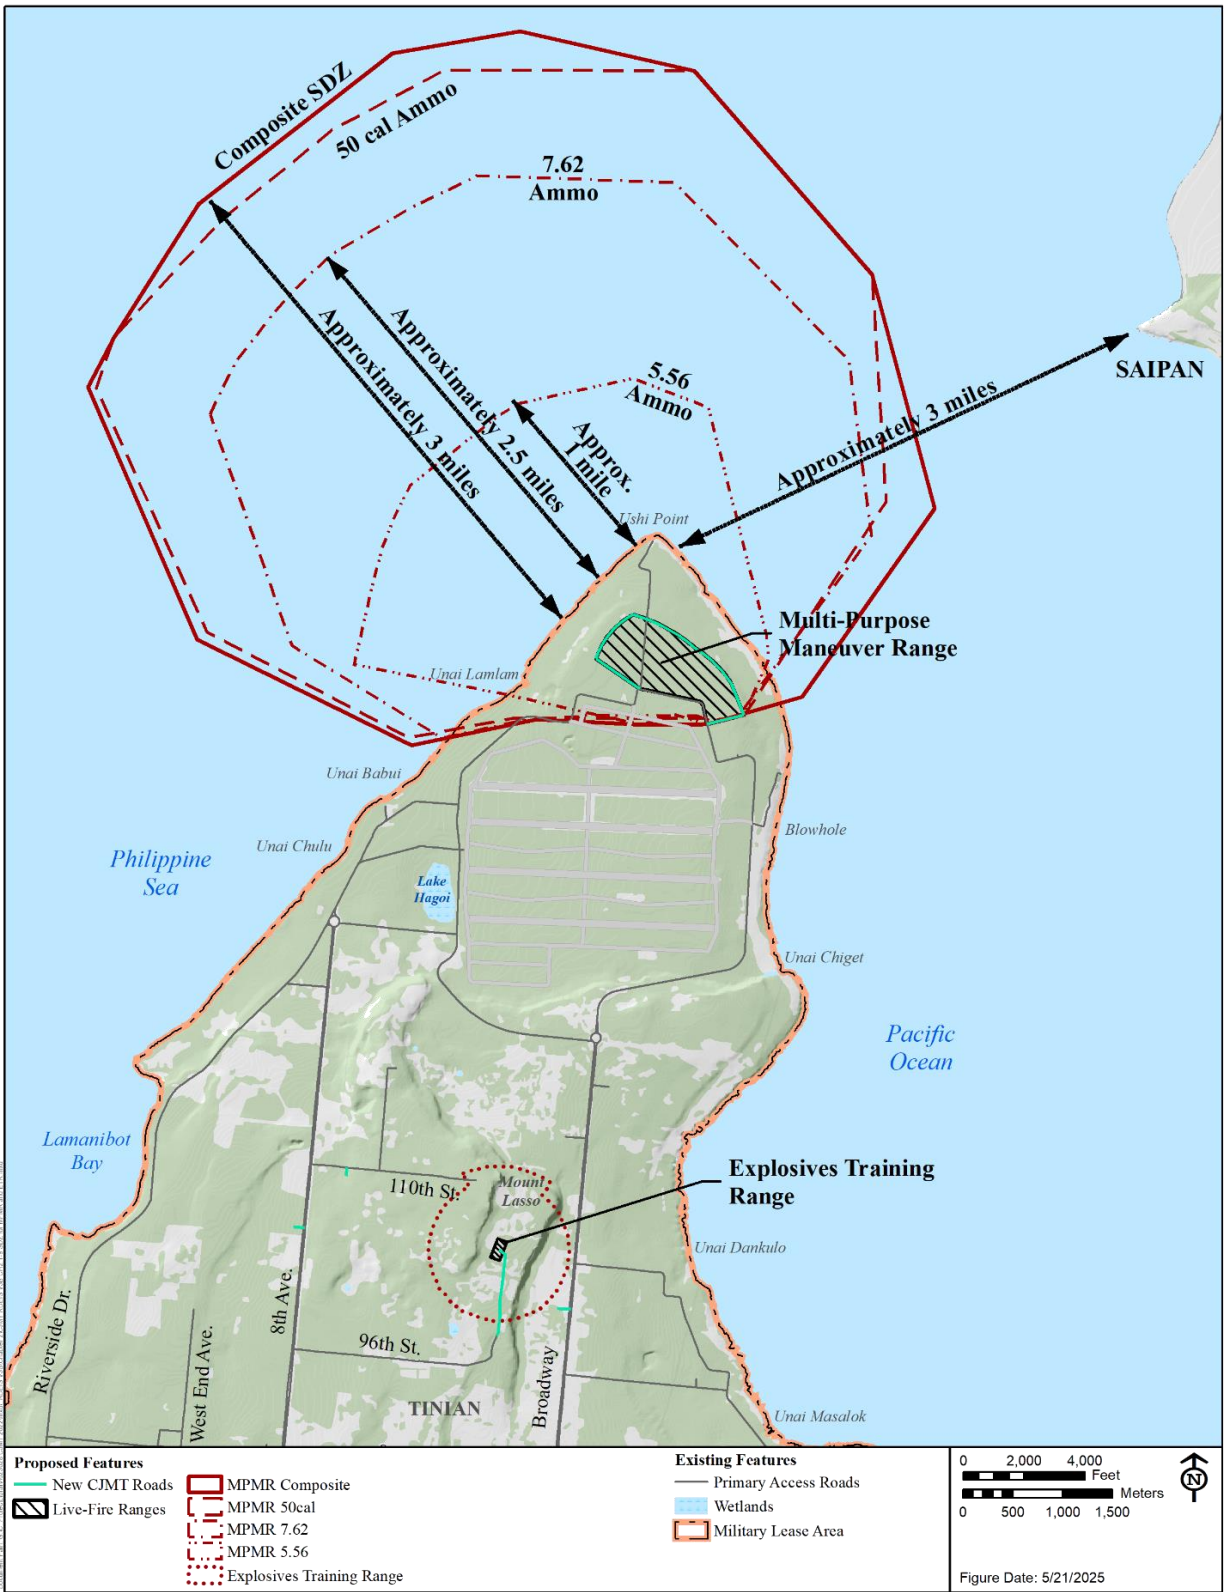 Composite SDZ
50 cal Ammo
7.62
Ammo
5.56
Ammo
Approximately 3 miles
Approximately 2.5 miles
Approx.
1 mile
Approximately 3 miles
SAIPAN
Ushi Point
Multi-Purpose
Maneuver Range
Unai Lamlam
Unai Babui
Unai Chulu
Blowhole
Philippine
Sea
Lake
Hagoi
Unai Chiget
Pacific
Ocean
Lamanibot
Bay
110th St.
Mount
Lasso
Explosives Training
Range
Unai Dankulo
Riverside Dr.
West End Ave.
8th Ave.
96th St.
Broadway
TINIAN
Unai Masalok
Proposed Features
New CJMT Roads
Live-Fire Ranges
MPMR Composite
MPMR 50cal
MPMR 7.62
MPMR 5.56
Explosives Training Range
Existing Features
Primary Access Roads
Wetlands
Military Lease Area
0 2,000 4,000
Feet
Meters
0 500 1,000 1,500
N
Figure Date: 5/21/2025